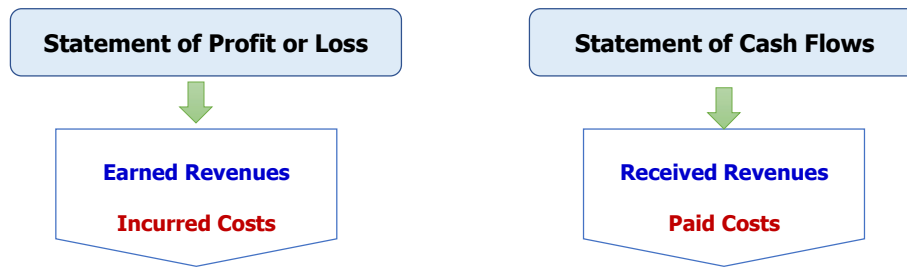 Statement of Profit or Loss
Earned Revenues
Incurred Costs
Statement of Cash Flows
Received Revenues
Paid Costs